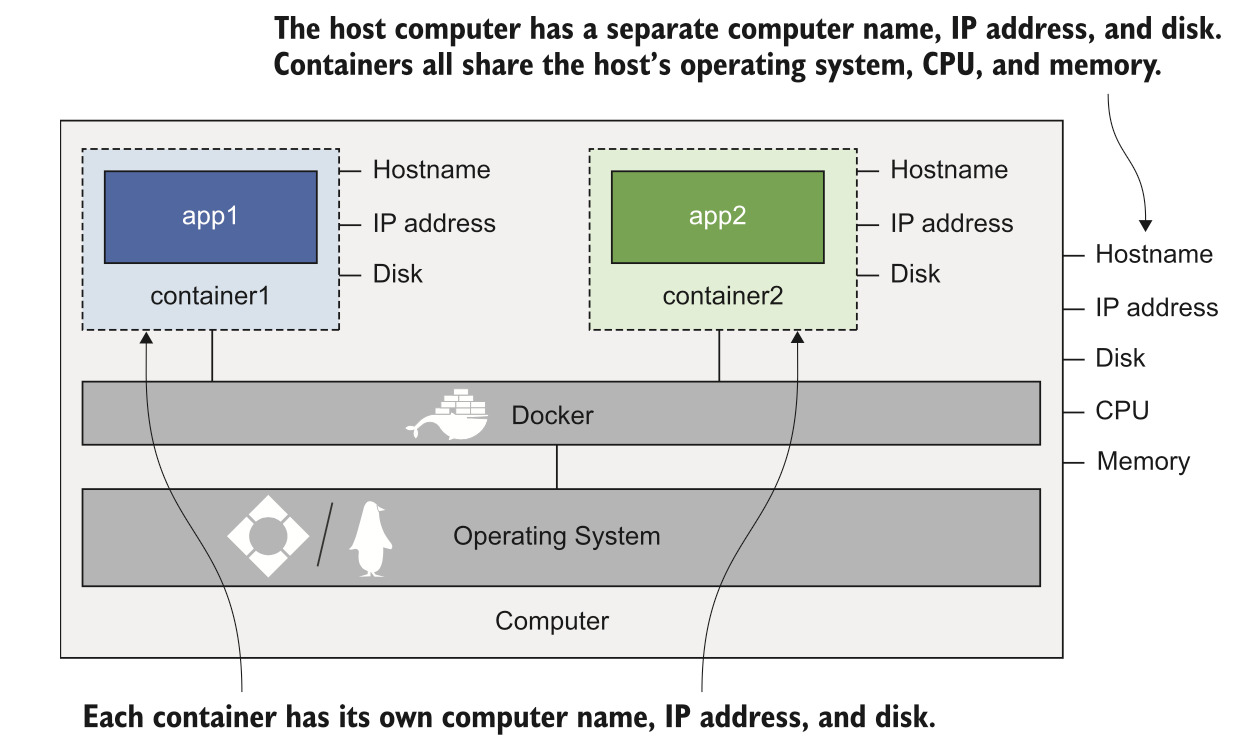 The host computer has a separate computer name, IP address, and disk.
Containers all share the host's operating system, CPU, and memory.
app1
container1
Hostname
IP address
Disk
app2
container2
Hostname
IP address
Disk
Hostname
IP address
Disk
CPU
Memory
Docker
/
Operating System
Computer
Each container has its own computer name, IP address, and disk.